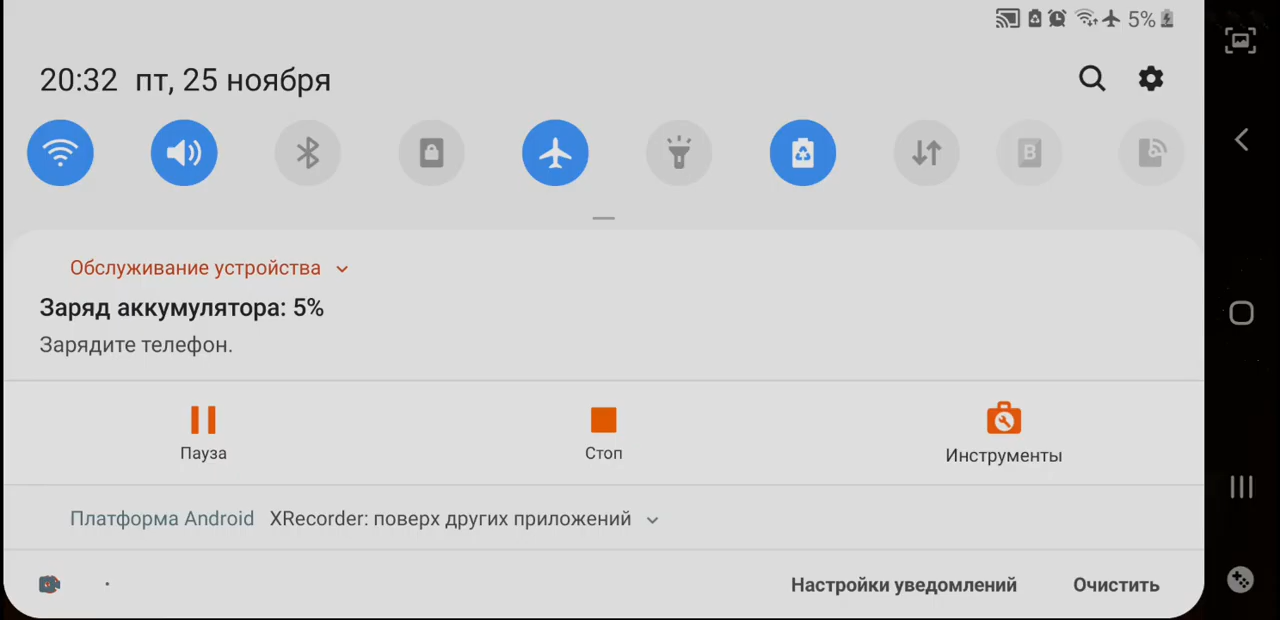 5%
20:32 пт, 25 ноября
B
Обслуживание устройства
Заряд аккумулятора: 5%
Зарядите телефон.
Пауза
Стоп
Инструменты
Платформа Android XRecorder: поверх других приложений
Настройки уведомлений
Очистить